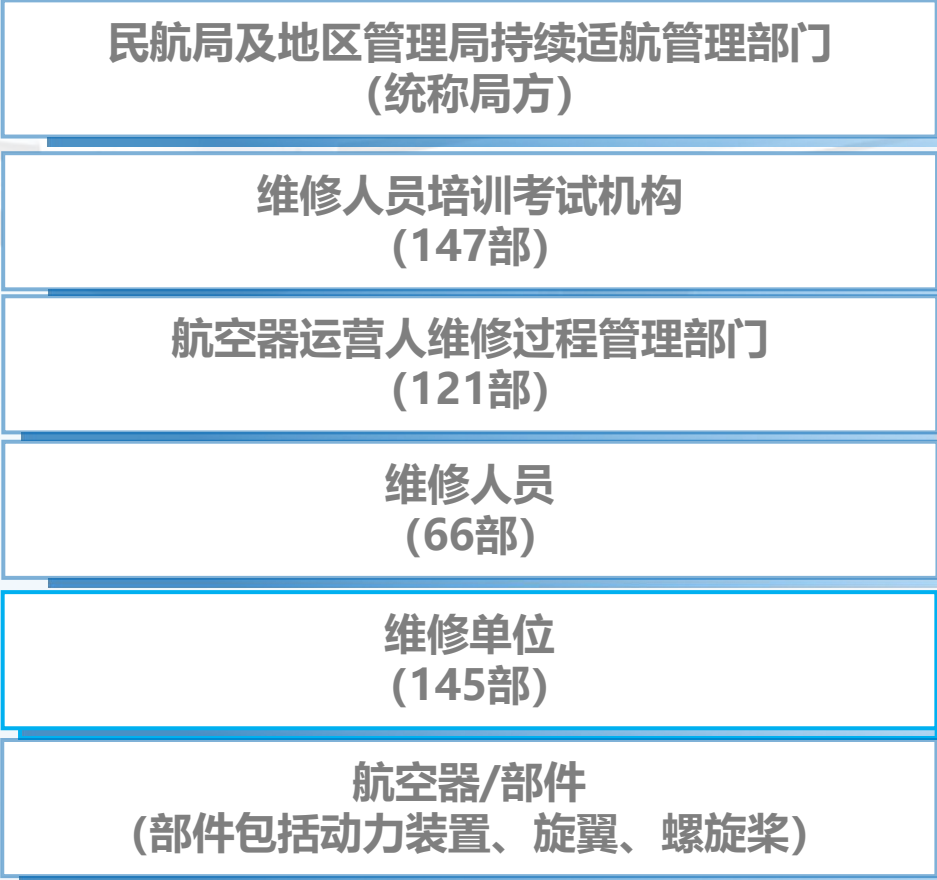 民航局及地区管理局持续适航管理部门
（统称局方）
维修人员培训考试机构
（147部）
航空器运营人维修过程管理部门
（121部）
维修人员
（66部）
维修单位
（145部）
航空器/部件
（部件包括动力装置、旋翼、螺旋桨）